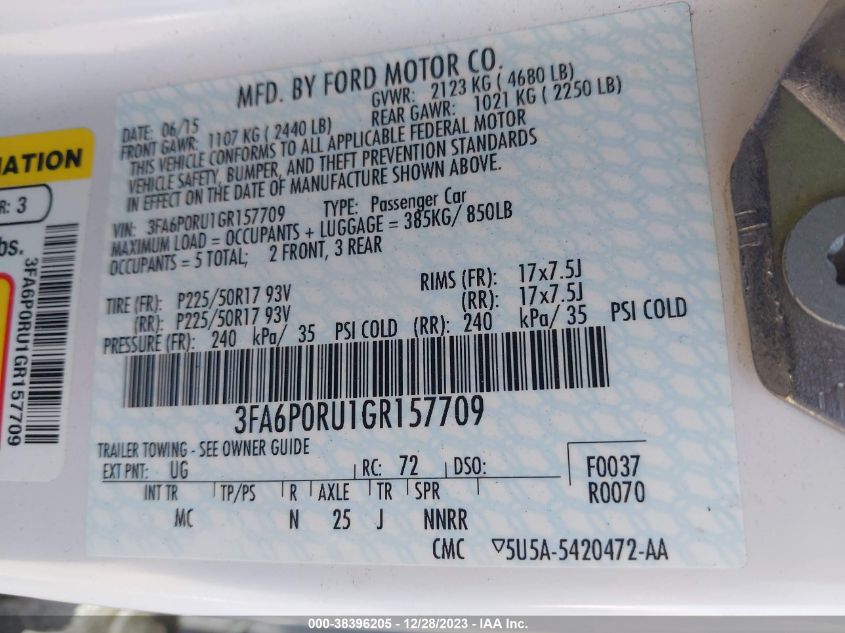 MFD. BY FORD MOTOR CO.
DATE: 06/15 GVWR: 2123 KG ( 4680 LB)
FRONT GAWR: 1107 KG ( 2440 LB) REAR GAWR: 1021 KG ( 2250 LB)
THIS VEHICLE CONFORMS TO ALL APPLICABLE FEDERAL MOTOR
VEHICLE SAFETY, BUMPER, AND THEFT PREVENTION STANDARDS
IN EFFECT ON THE DATE OF MANUFACTURE SHOWN ABOVE.
VIN: 3FA6P0RU1GR157709 TYPE: Passenger Car
MAXIMUM LOAD = OCCUPANTS + LUGGAGE = 385KG/ 850LB
OCCUPANTS = 5 TOTAL; 2 FRONT, 3 REAR
TIRE (FR): P225/50R17 93V RIMS (FR): 17x7.5J
(RR): P225/50R17 93V (RR): 17x7.5J
PRESSURE (FR): 240 kPa/ 35 PSI COLD (RR): 240 kPa/ 35 PSI COLD
3FA6P0RU1GR157709
TRAILER TOWING - SEE OWNER GUIDE
EXT PNT: UG RC: 72 DSO: F0037
INT TR TP/PS R AXLE TR SPR R0070
MC N 25 J NNRR
CMC ▽5U5A-5420472-AA
MATION
R: 3
bs.
3FA6P0RU1GR157709
000-38396205 - 12/28/2023 - IAA Inc.